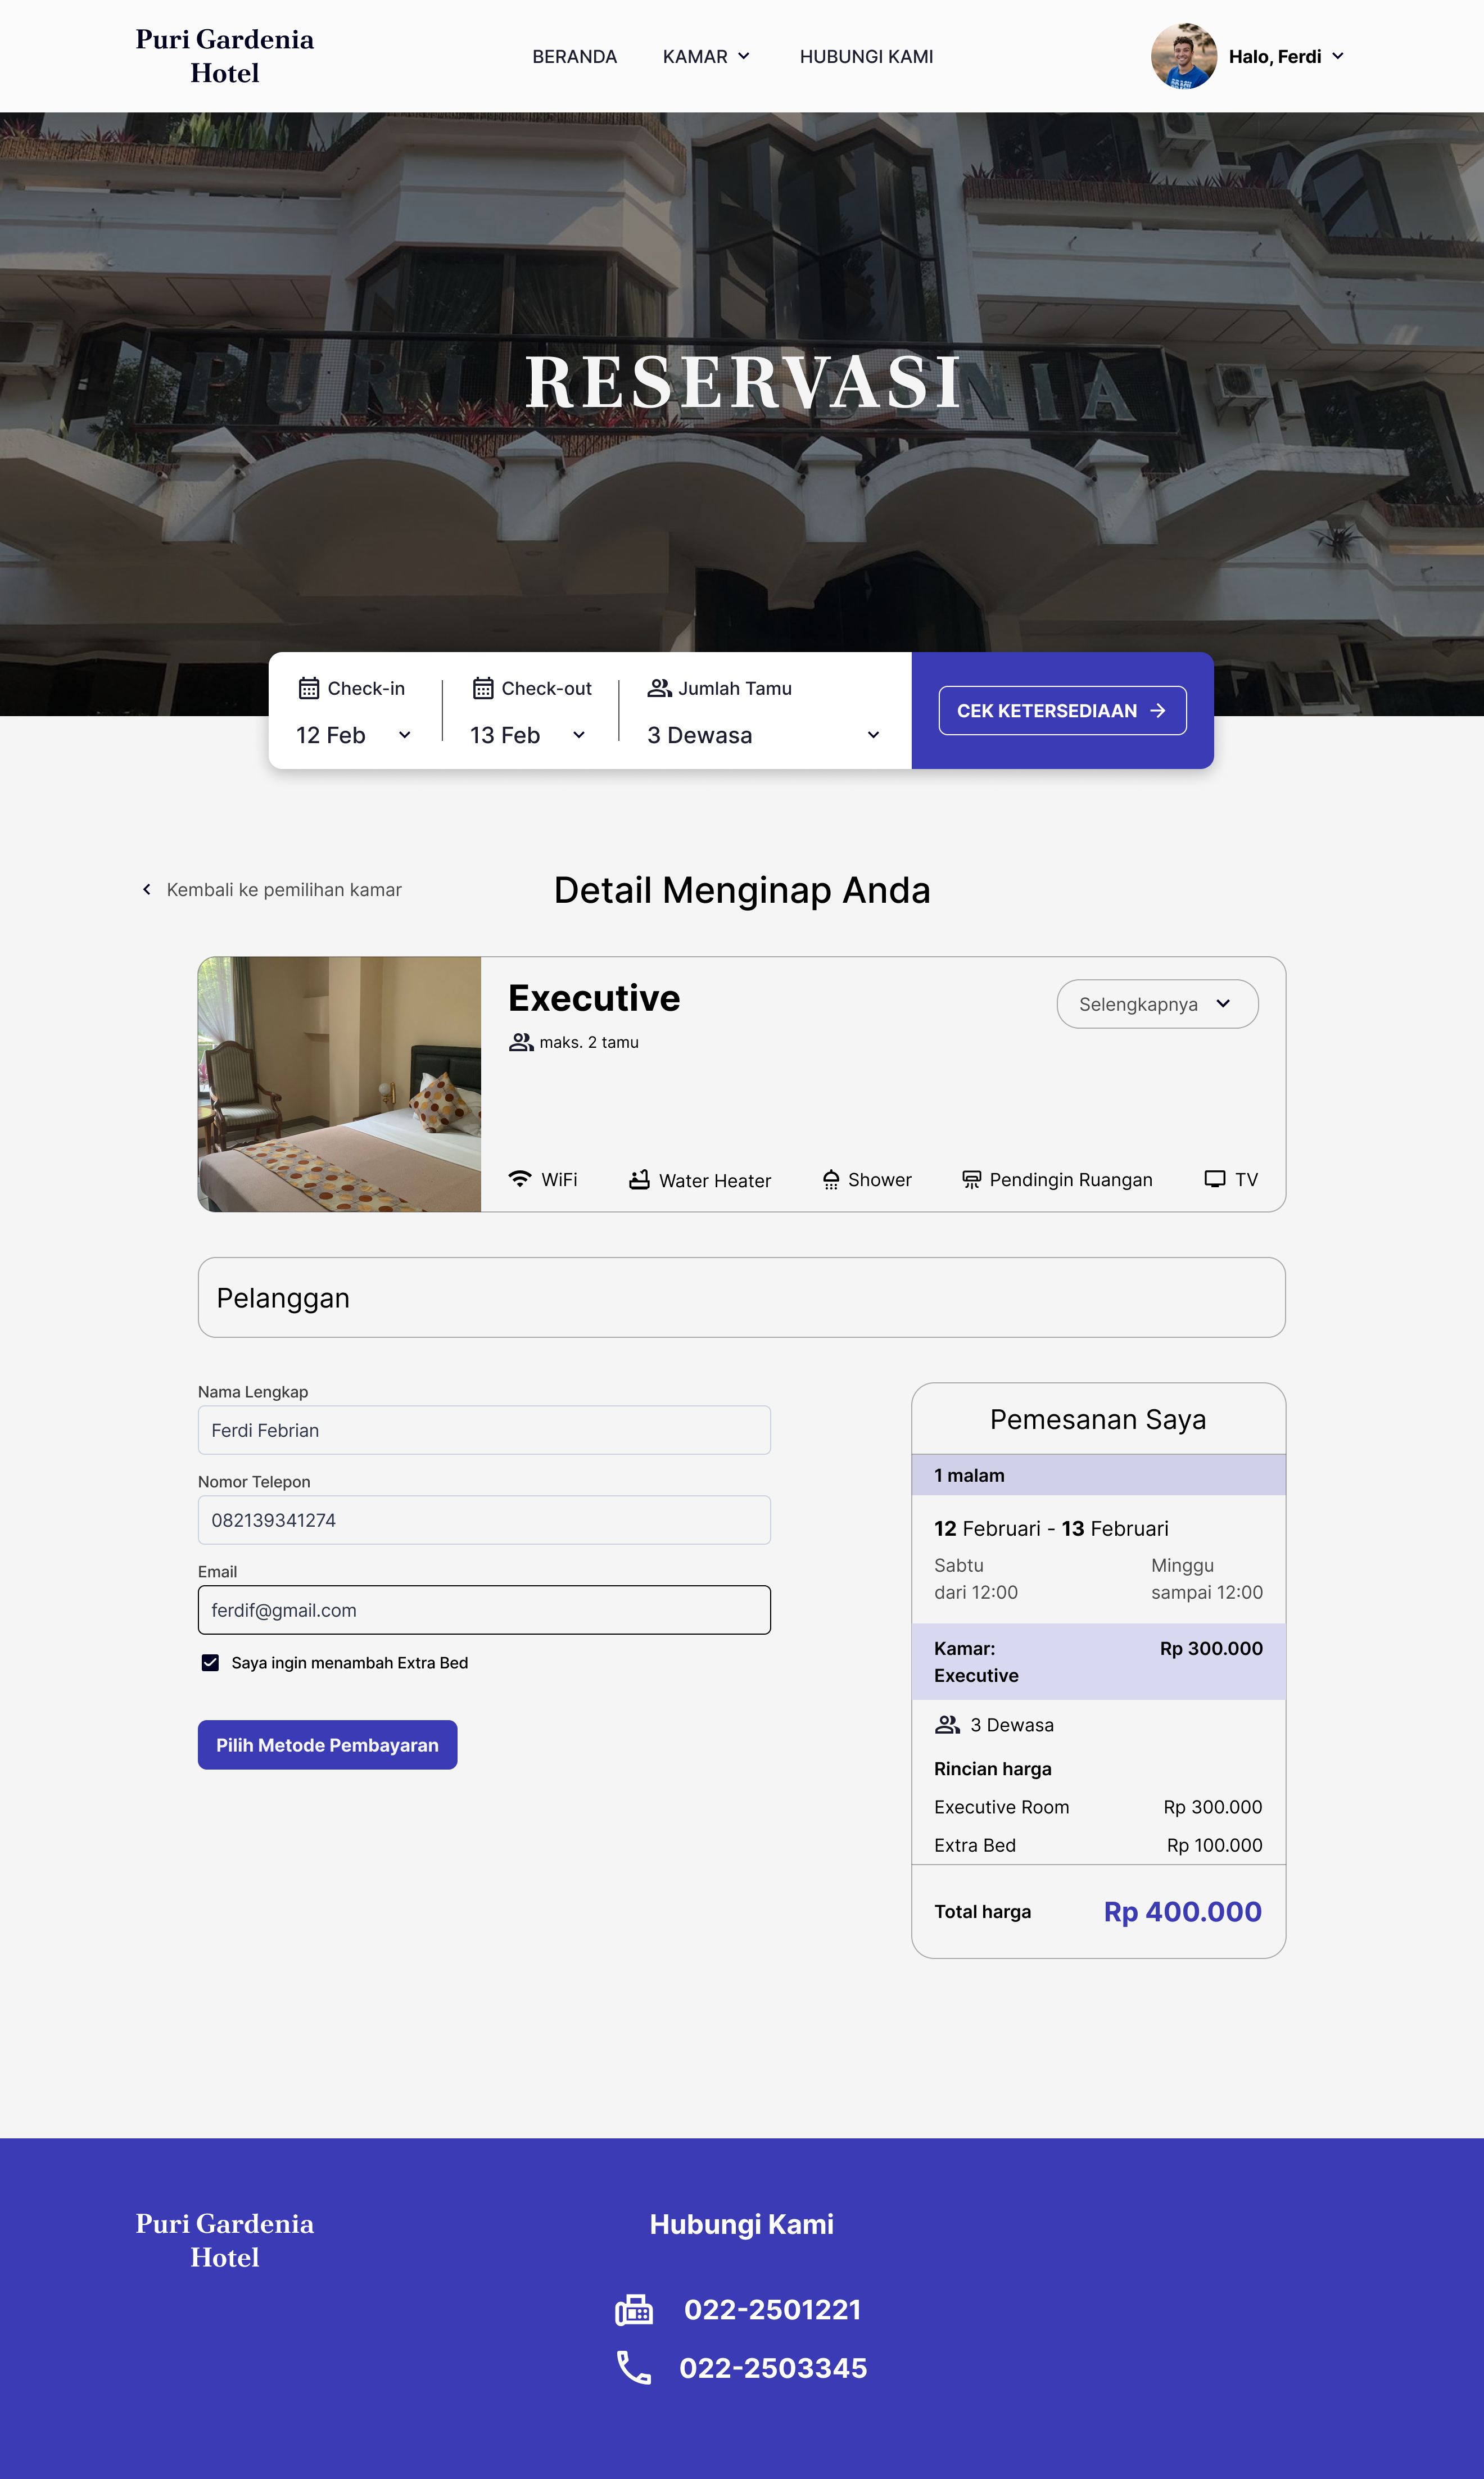 Puri Gardenia
Hotel
BERANDA
KAMAR
HUBUNGI KAMI
Halo, Ferdi
RESERVASI
Check-in
12 Feb
Check-out
13 Feb
Jumlah Tamu
3 Dewasa
CEK KETERSEDIAAN
Kembali ke pemilihan kamar
Detail Menginap Anda
Executive
maks. 2 tamu
Selengkapnya
WiFi
Water Heater
Shower
Pendingin Ruangan
TV
Pelanggan
Nama Lengkap
Ferdi Febrian
Nomor Telepon
082139341274
Email
ferdif@gmail.com
Saya ingin menambah Extra Bed
Pilih Metode Pembayaran
Pemesanan Saya
1 malam
12 Februari - 13 Februari
Sabtu
dari 12:00
Minggu
sampai 12:00
Kamar: Rp 300.000
Executive
3 Dewasa
Rincian harga
Executive Room Rp 300.000
Extra Bed Rp 100.000
Total harga Rp 400.000
Puri Gardenia
Hotel
Hubungi Kami
022-2501221
022-2503345